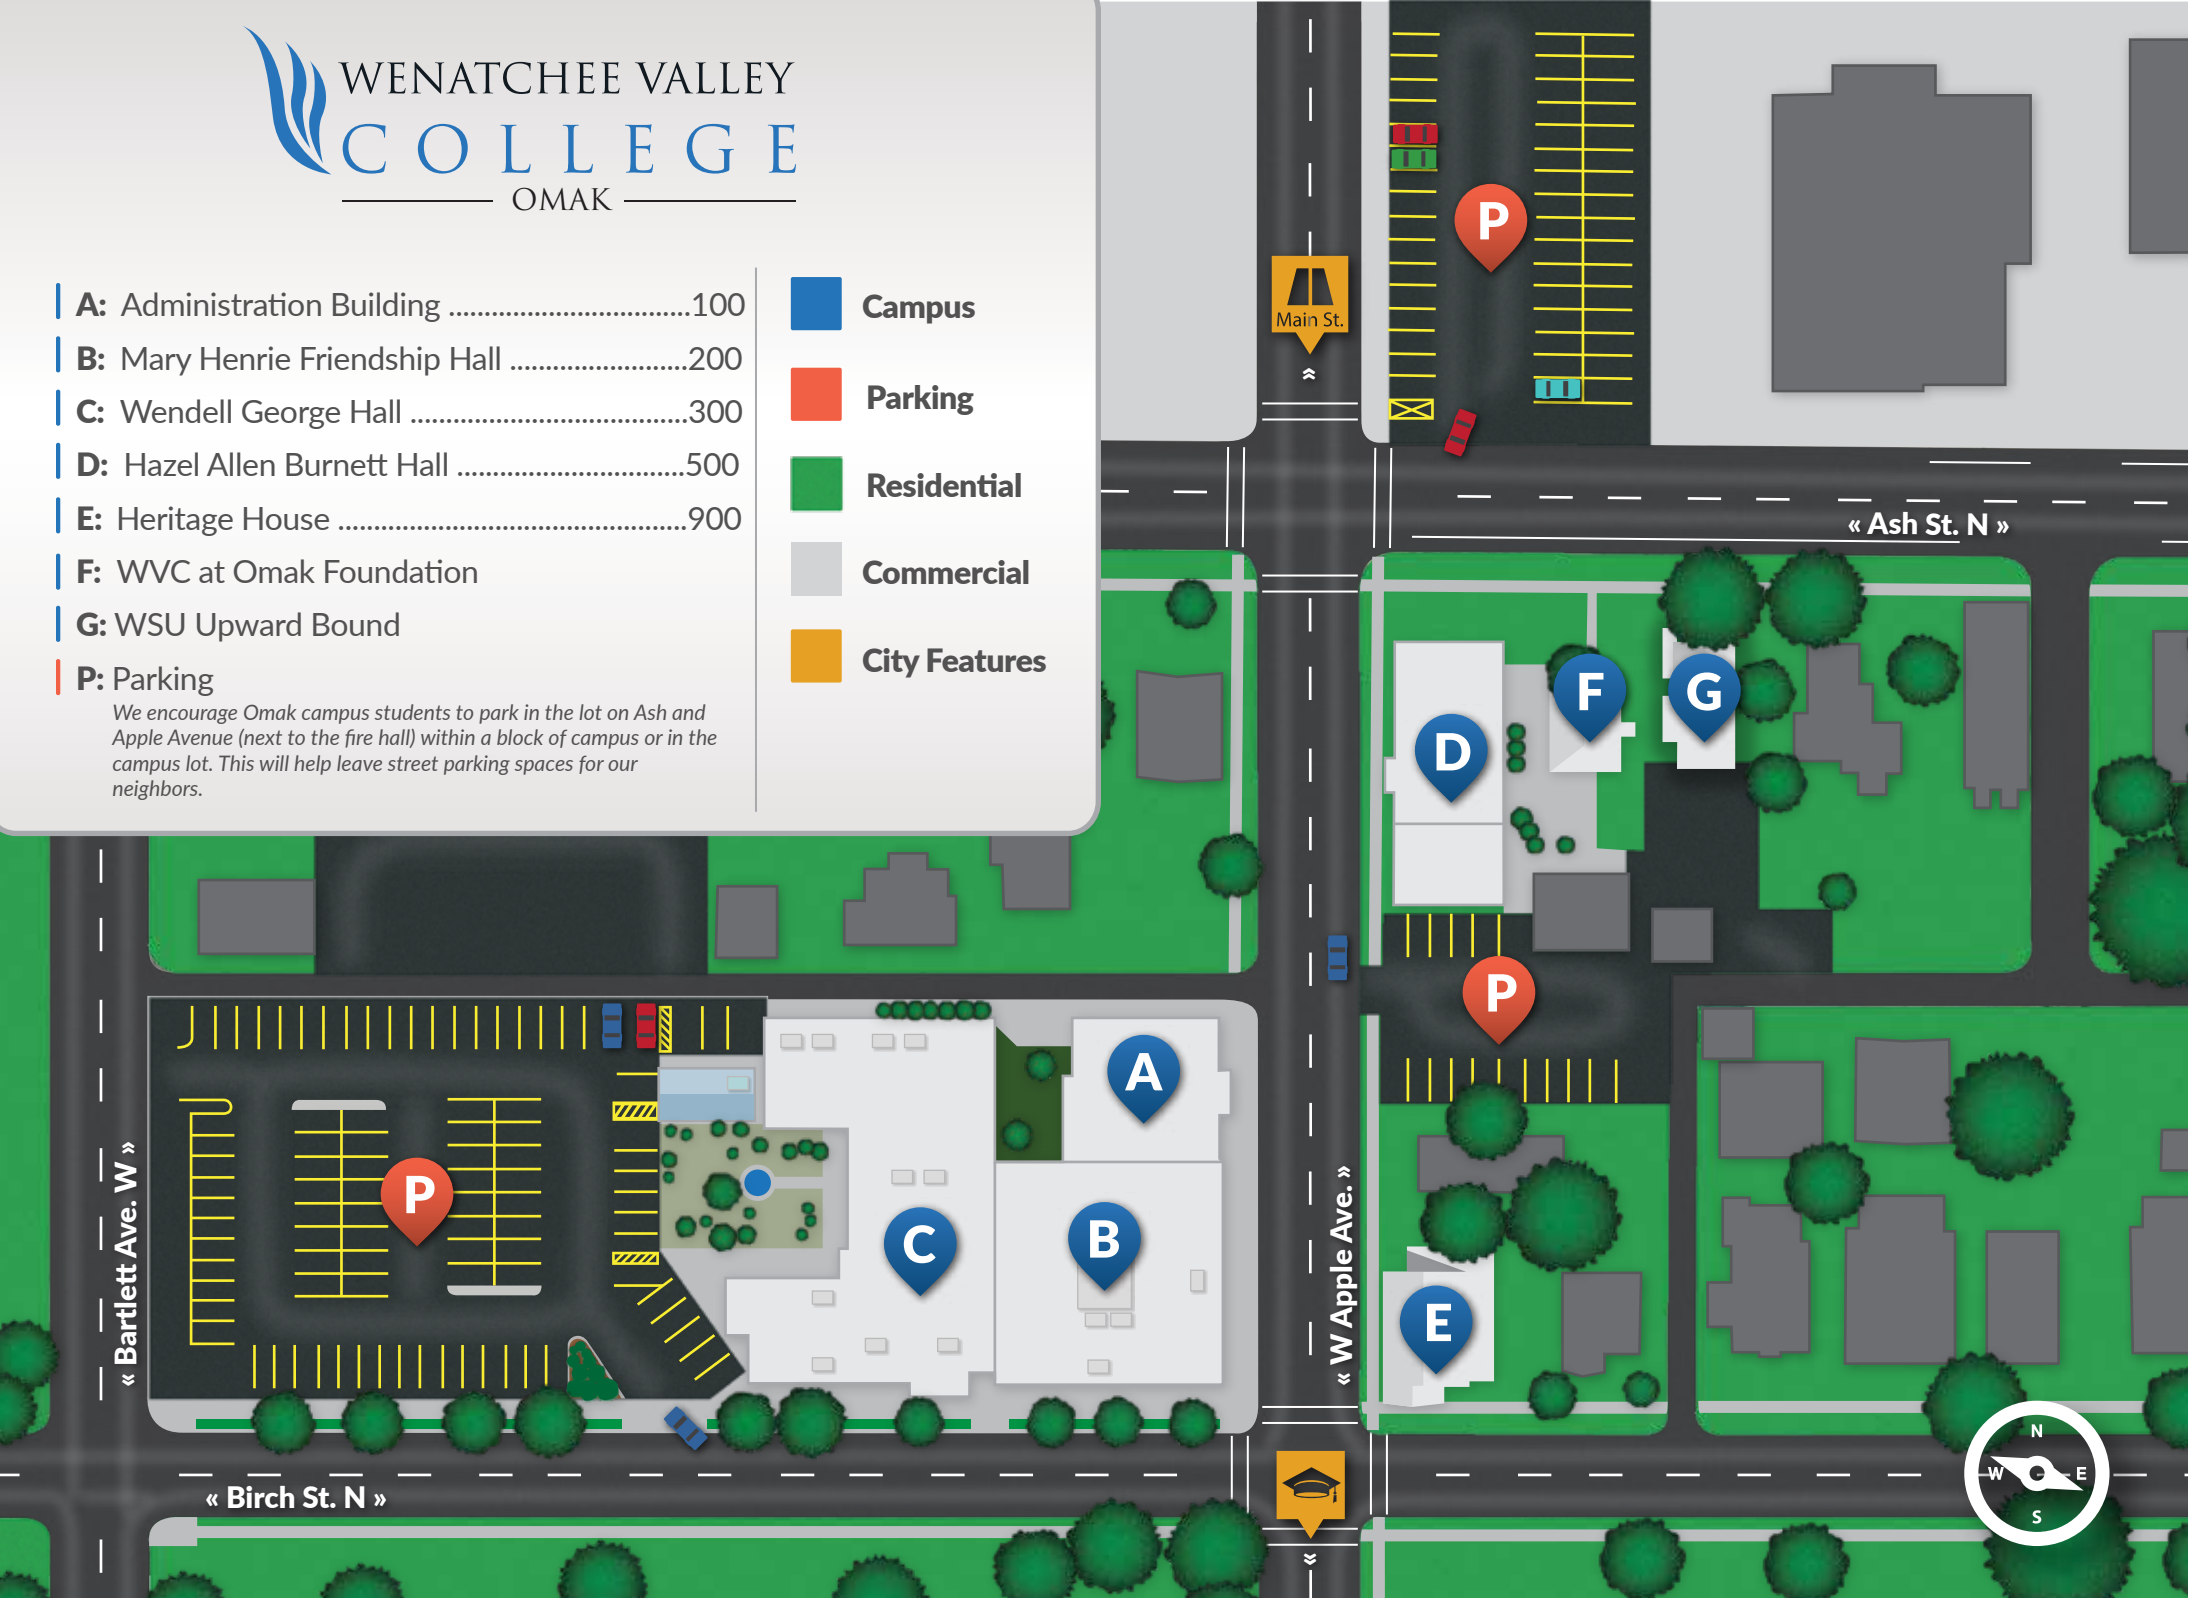 WENATCHEE VALLEY
COLLEGE
OMAK
A: Administration Building ..................................100
B: Mary Henrie Friendship Hall .........................200
C: Wendell George Hall .......................................300
D: Hazel Allen Burnett Hall ................................500
E: Heritage House .................................................900
F: WVC at Omak Foundation
G: WSU Upward Bound
P: Parking
We encourage Omak campus students to park in the lot on Ash and
Apple Avenue (next to the fire hall) within a block of campus or in the
campus lot. This will help leave street parking spaces for our
neighbors.
Campus
Parking
Residential
Commercial
City Features
P
Main St.
« Ash St. N »
F
G
D
P
A
P
C
B
E
« Bartlett Ave. W »
« W Apple Ave. »
« Birch St. N »
N
W E
S